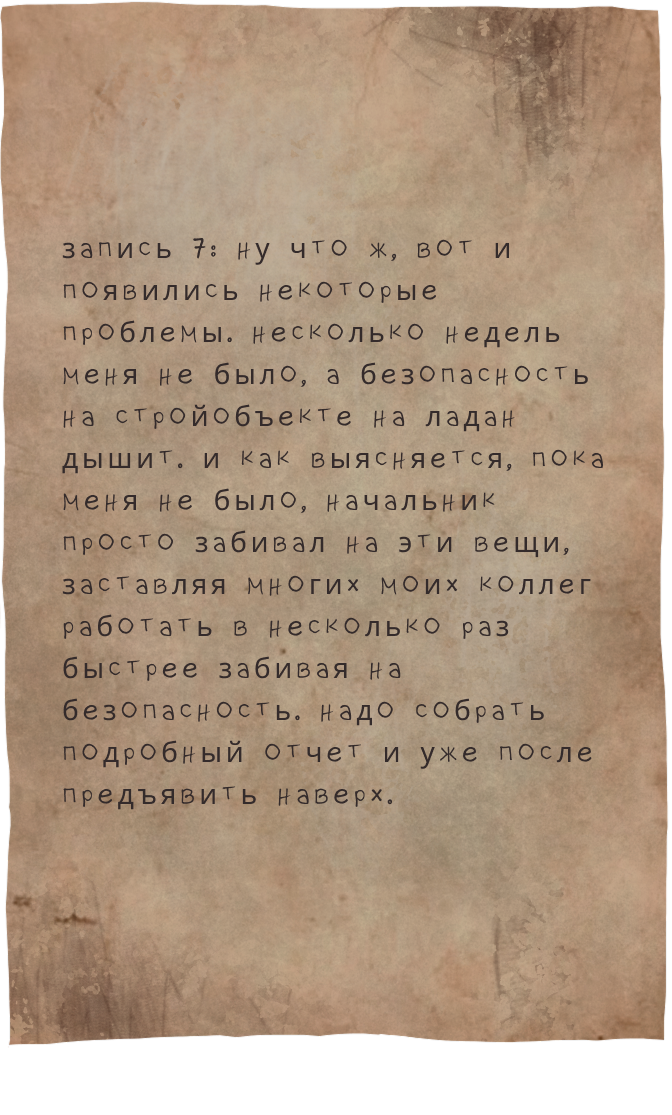 запись 7: ну что ж, вот и
появились некоторые
проблемы. несколько недель
меня не было, а безопасность
на стройобъекте на ладан
дышит. и как выясняется, пока
меня не было, начальник
просто забивал на эти вещи,
заставляя многих моих коллег
работать в несколько раз
быстрее забивая на
безопасность. надо собрать
подробный отчет и уже после
предъявить наверх.